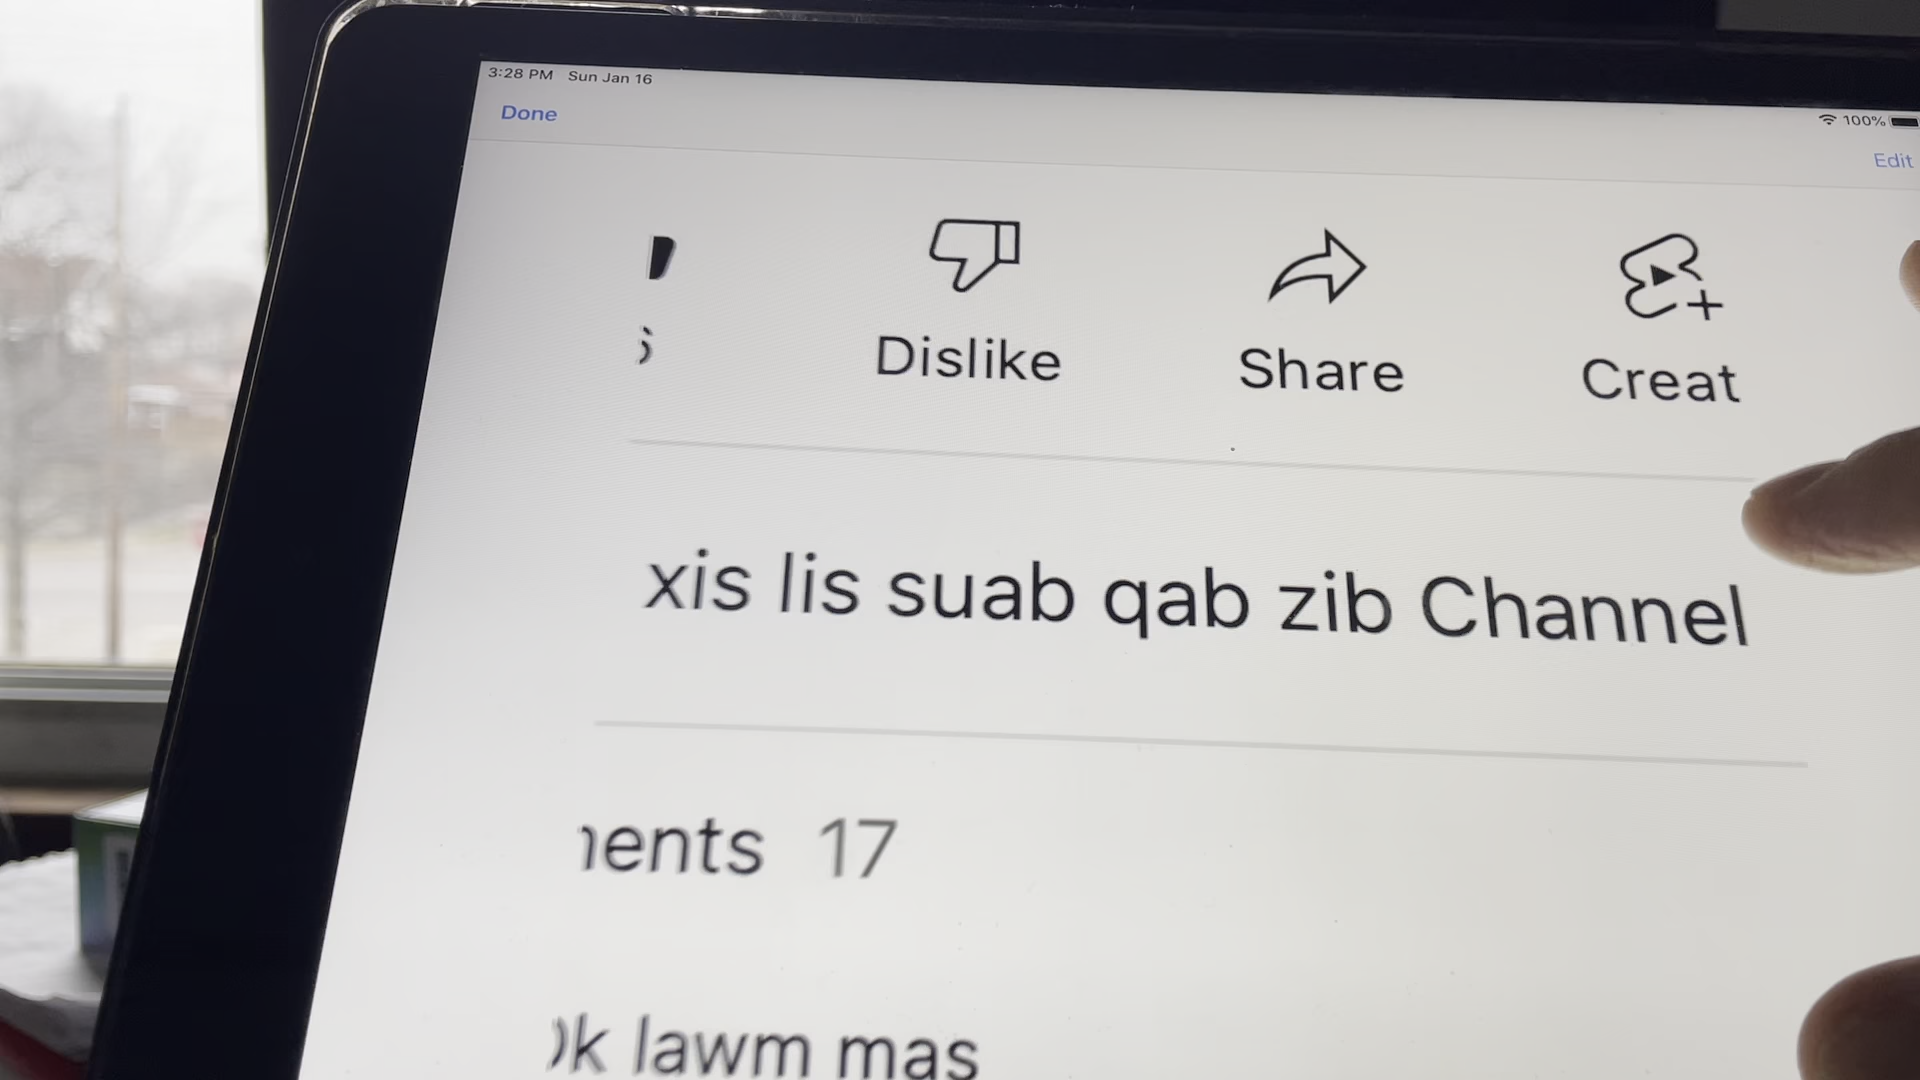 3:28 PM Sun Jan 16
100%
Done
Edit
Dislike Share Creat
xis lis suab qab zib Channel
ents 17
k lawm mas